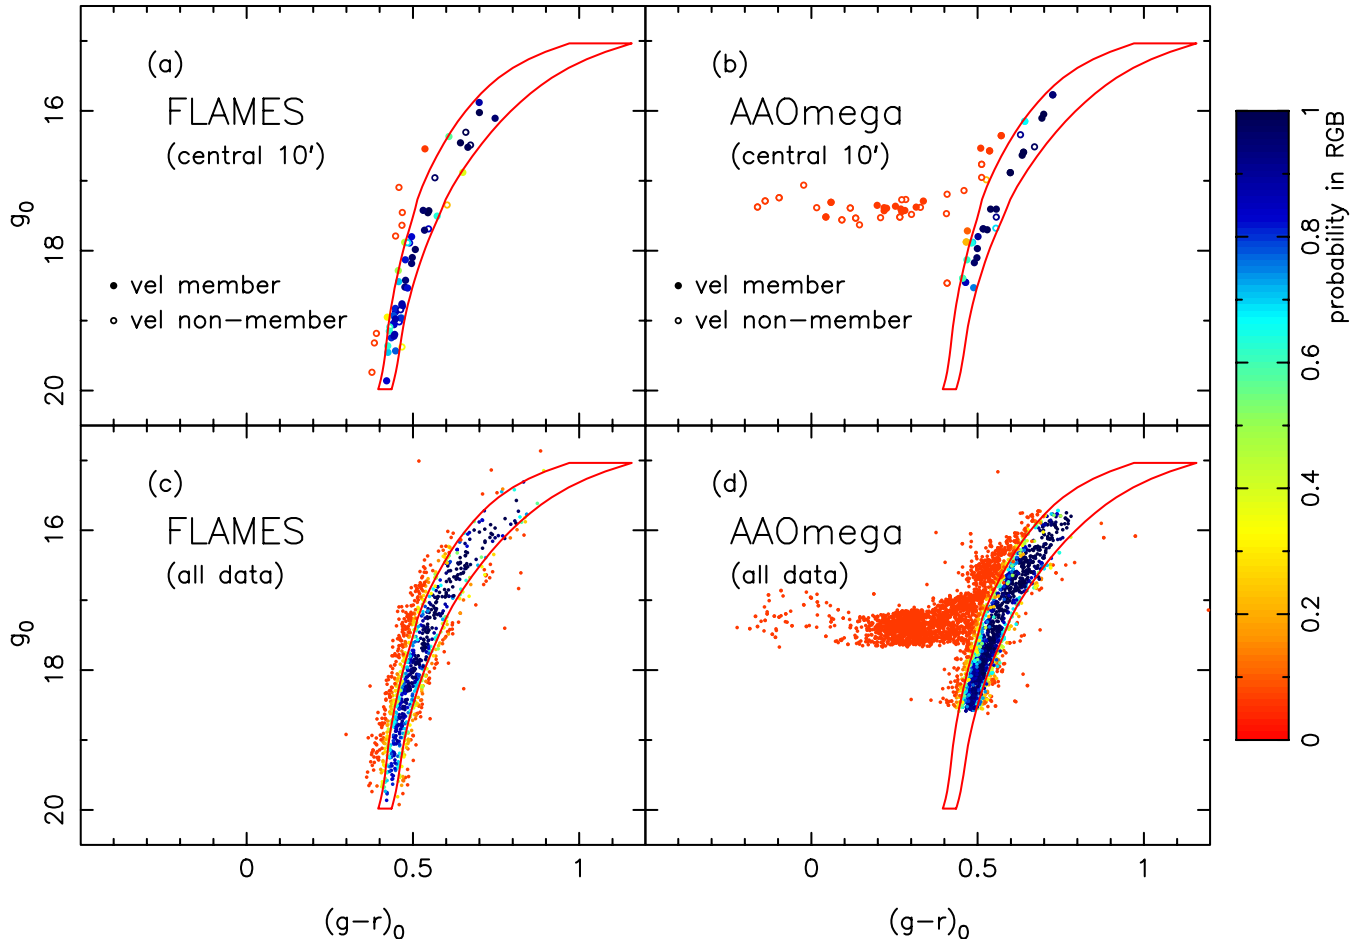 (a)
FLAMES
(central 10′)
• vel member
○ vel non−member
(b)
AAOmega
(central 10′)
• vel member
○ vel non−member
(c)
FLAMES
(all data)
(d)
AAOmega
(all data)
16
18
20
g₀
16
18
20
g₀
0
0.5
1
(g−r)₀
0
0.5
1
(g−r)₀
0
0.2
0.4
0.6
0.8
1
probability in RGB